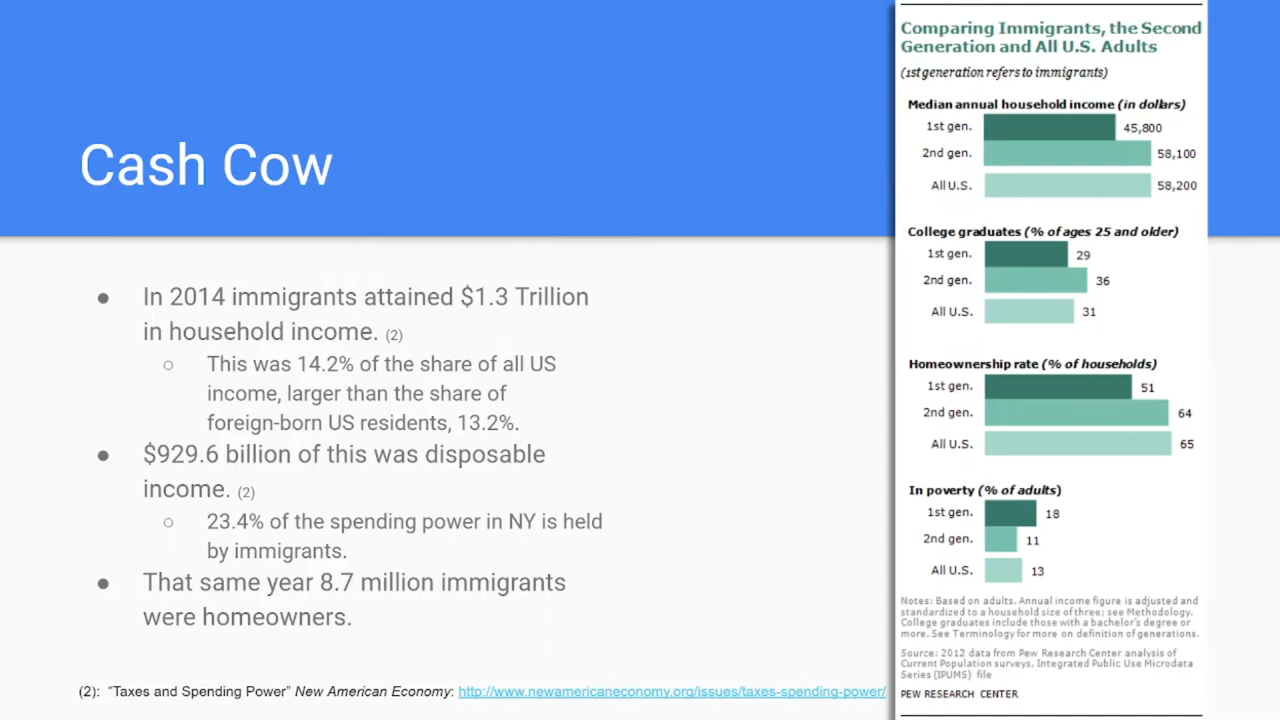 Cash Cow
● In 2014 immigrants attained $1.3 Trillion
in household income. (2)
○ This was 14.2% of the share of all US
income, larger than the share of
foreign-born US residents, 13.2%.
● $929.6 billion of this was disposable
income. (2)
○ 23.4% of the spending power in NY is held
by immigrants.
● That same year 8.7 million immigrants
were homeowners.
(2): “Taxes and Spending Power” New American Economy: http://www.newamericaneconomy.org/issues/taxes-spending-power/
Comparing Immigrants, the Second
Generation and All U.S. Adults
(1st generation refers to immigrants)
Median annual household income (in dollars)
1st gen. 45,800
2nd gen. 58,100
All U.S. 58,200
College graduates (% of ages 25 and older)
1st gen. 29
2nd gen. 36
All U.S. 31
Homeownership rate (% of households)
1st gen. 51
2nd gen. 64
All U.S. 65
In poverty (% of adults)
1st gen. 18
2nd gen. 11
All U.S. 13
Notes: Based on adults. Annual income figure is adjusted and
standardized to a household size of three; see Methodology.
College graduates include those with a bachelor's degree or
more. See Terminology for more on definition of generations.
Source: 2012 data from Pew Research Center analysis of
Current Population surveys, Integrated Public Use Microdata
Series (IPUMS) file
PEW RESEARCH CENTER